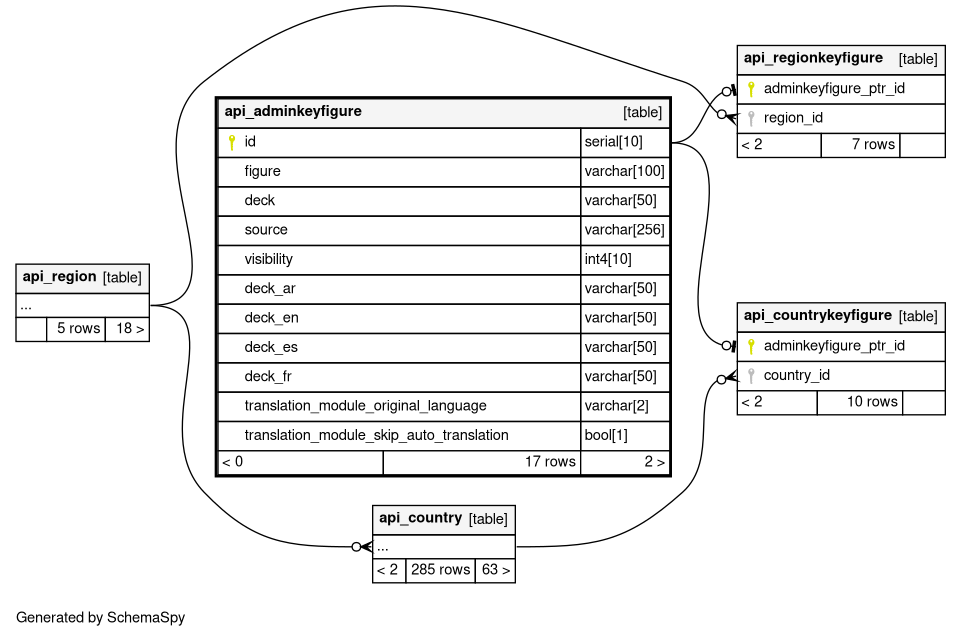 api_regionkeyfigure [table]
adminkeyfigure_ptr_id
region_id
< 2 7 rows
api_adminkeyfigure [table]
id serial[10]
figure varchar[100]
deck varchar[50]
source varchar[256]
visibility int4[10]
deck_ar varchar[50]
deck_en varchar[50]
deck_es varchar[50]
deck_fr varchar[50]
translation_module_original_language varchar[2]
translation_module_skip_auto_translation bool[1]
< 0 17 rows 2 >
api_region [table]
...
5 rows 18 >
api_countrykeyfigure [table]
adminkeyfigure_ptr_id
country_id
< 2 10 rows
api_country [table]
...
< 2 285 rows 63 >
Generated by SchemaSpy